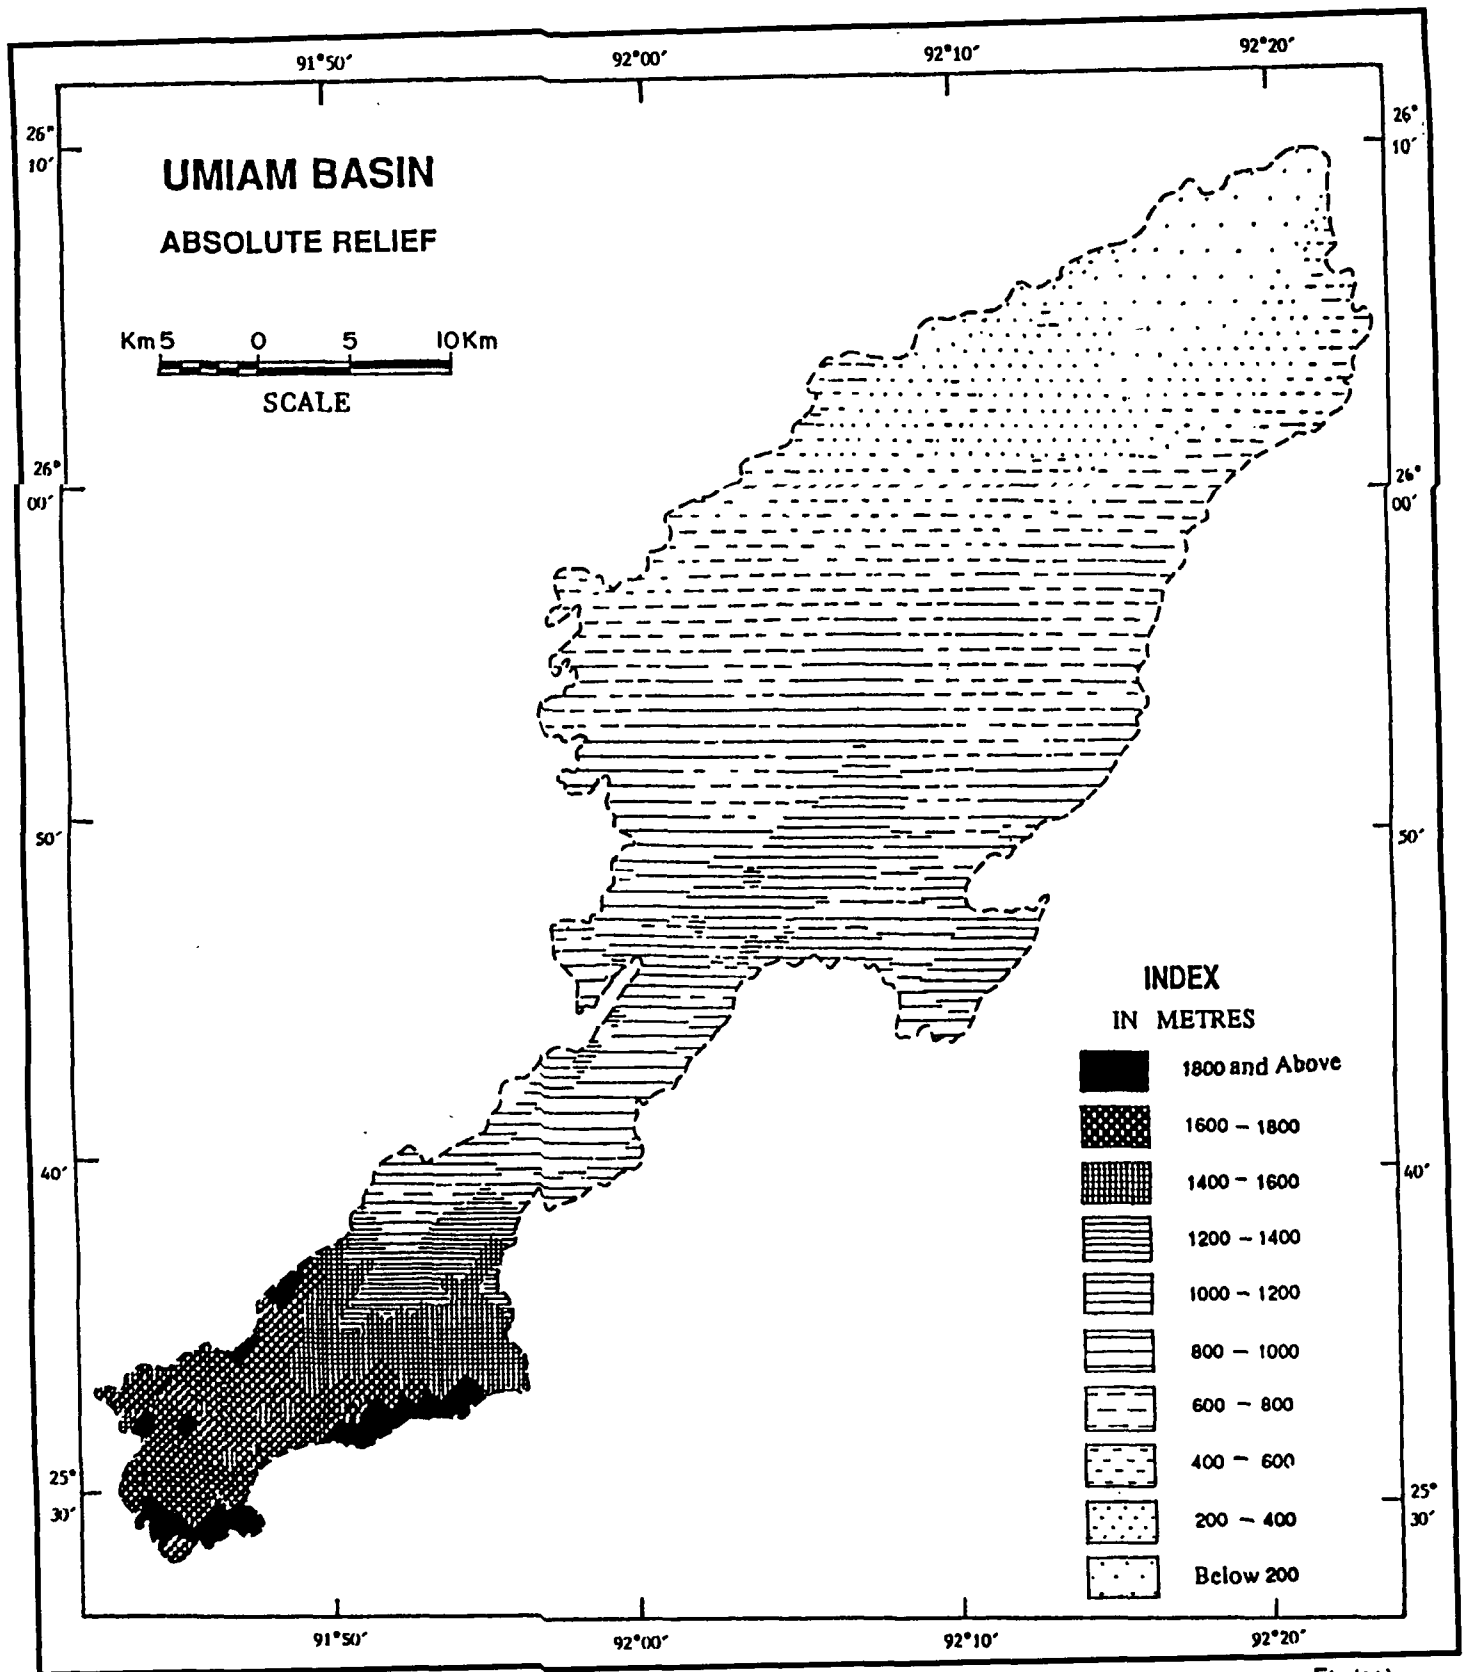 91°50′ 92°00′ 92°10′ 92°20′
26° 26°
10′ 10′
UMIAM BASIN
ABSOLUTE RELIEF
Km 5 0 5 10 Km
SCALE
26° 26°
00′ 00′
50′ 50′
INDEX
IN METRES
1800 and Above
1600 – 1800
40′ 40′
1400 – 1600
1200 – 1400
1000 – 1200
800 – 1000
600 – 800
400 – 600
25° 25°
30′ 30′
200 – 400
Below 200
91°50′ 92°00′ 92°10′ 92°20′